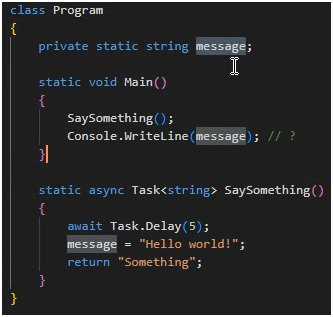 class Program
{
private static string message;
static void Main()
{
SaySomething();
Console.WriteLine(message); // ?
}
static async Task<string> SaySomething()
{
await Task.Delay(5);
message = "Hello world!";
return "Something";
}
}